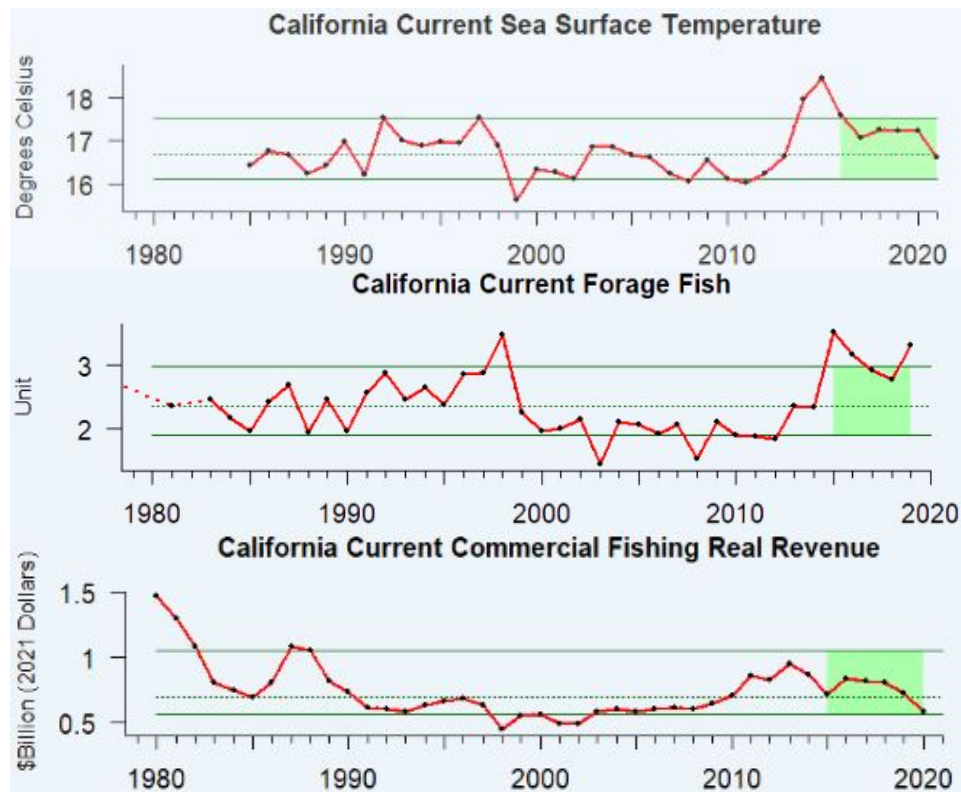 California Current Sea Surface Temperature
Degrees Celsius
18
17
16
1980 1990 2000 2010 2020
California Current Forage Fish
Unit
3
2
1980 1990 2000 2010 2020
California Current Commercial Fishing Real Revenue
$Billion (2021 Dollars)
1.5
1
0.5
1980 1990 2000 2010 2020